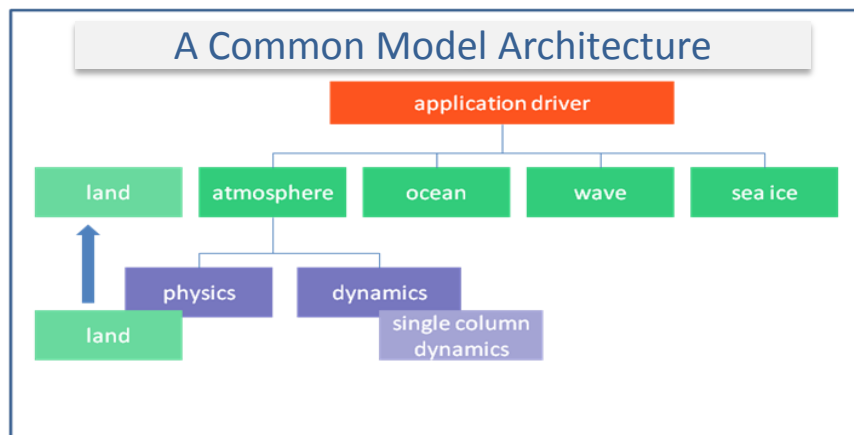 A Common Model Architecture
application driver
land
atmosphere
ocean
wave
sea ice
physics
dynamics
land
single column
dynamics